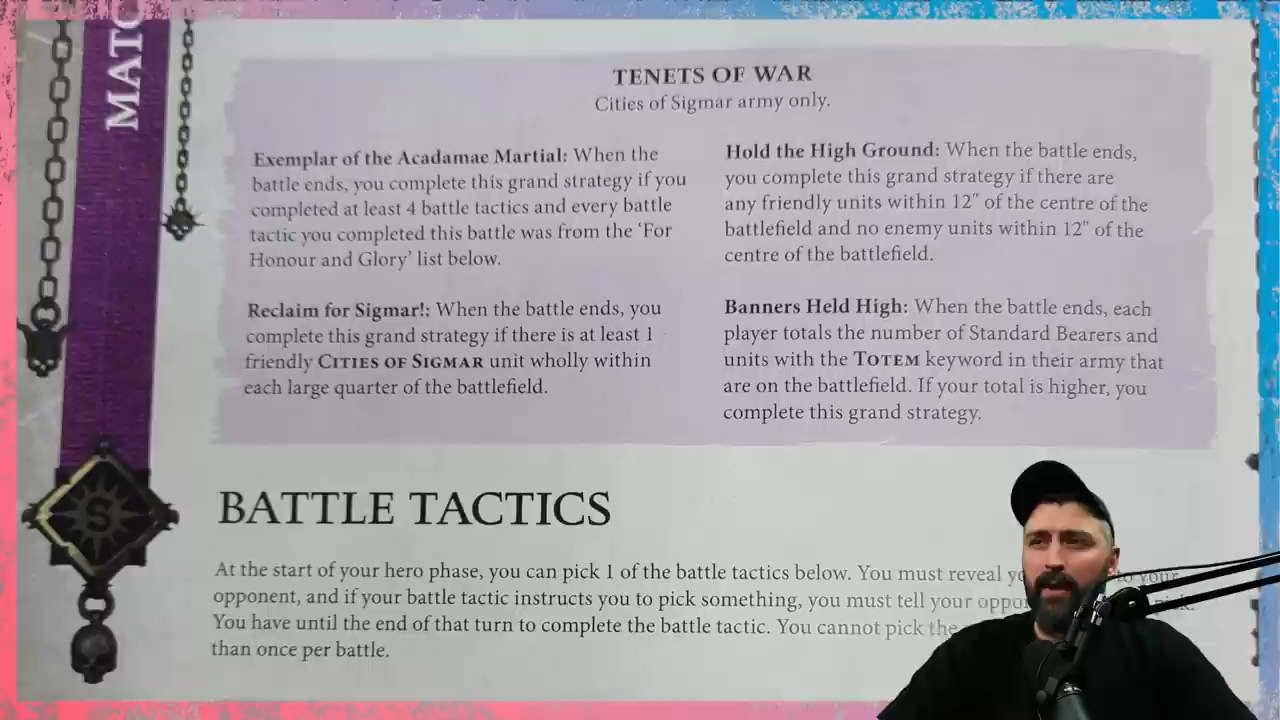 MATC
TENETS OF WAR
Cities of Sigmar army only.
Exemplar of the Acadamae Martial: When the
battle ends, you complete this grand strategy if you
completed at least 4 battle tactics and every battle
tactic you completed this battle was from the ‘For
Honour and Glory’ list below.
Reclaim for Sigmar!: When the battle ends, you
complete this grand strategy if there is at least 1
friendly CITIES OF SIGMAR unit wholly within
each large quarter of the battlefield.
Hold the High Ground: When the battle ends,
you complete this grand strategy if there are
any friendly units within 12" of the centre of the
battlefield and no enemy units within 12" of the
centre of the battlefield.
Banners Held High: When the battle ends, each
player totals the number of Standard Bearers and
units with the TOTEM keyword in their army that
are on the battlefield. If your total is higher, you
complete this grand strategy.
BATTLE TACTICS
At the start of your hero phase, you can pick 1 of the battle tactics below. You must reveal to your
opponent, and if your battle tactic instructs you to pick something, you must tell your pick.
You have until the end of that turn to complete the battle tactic. You cannot pick the
than once per battle.
S